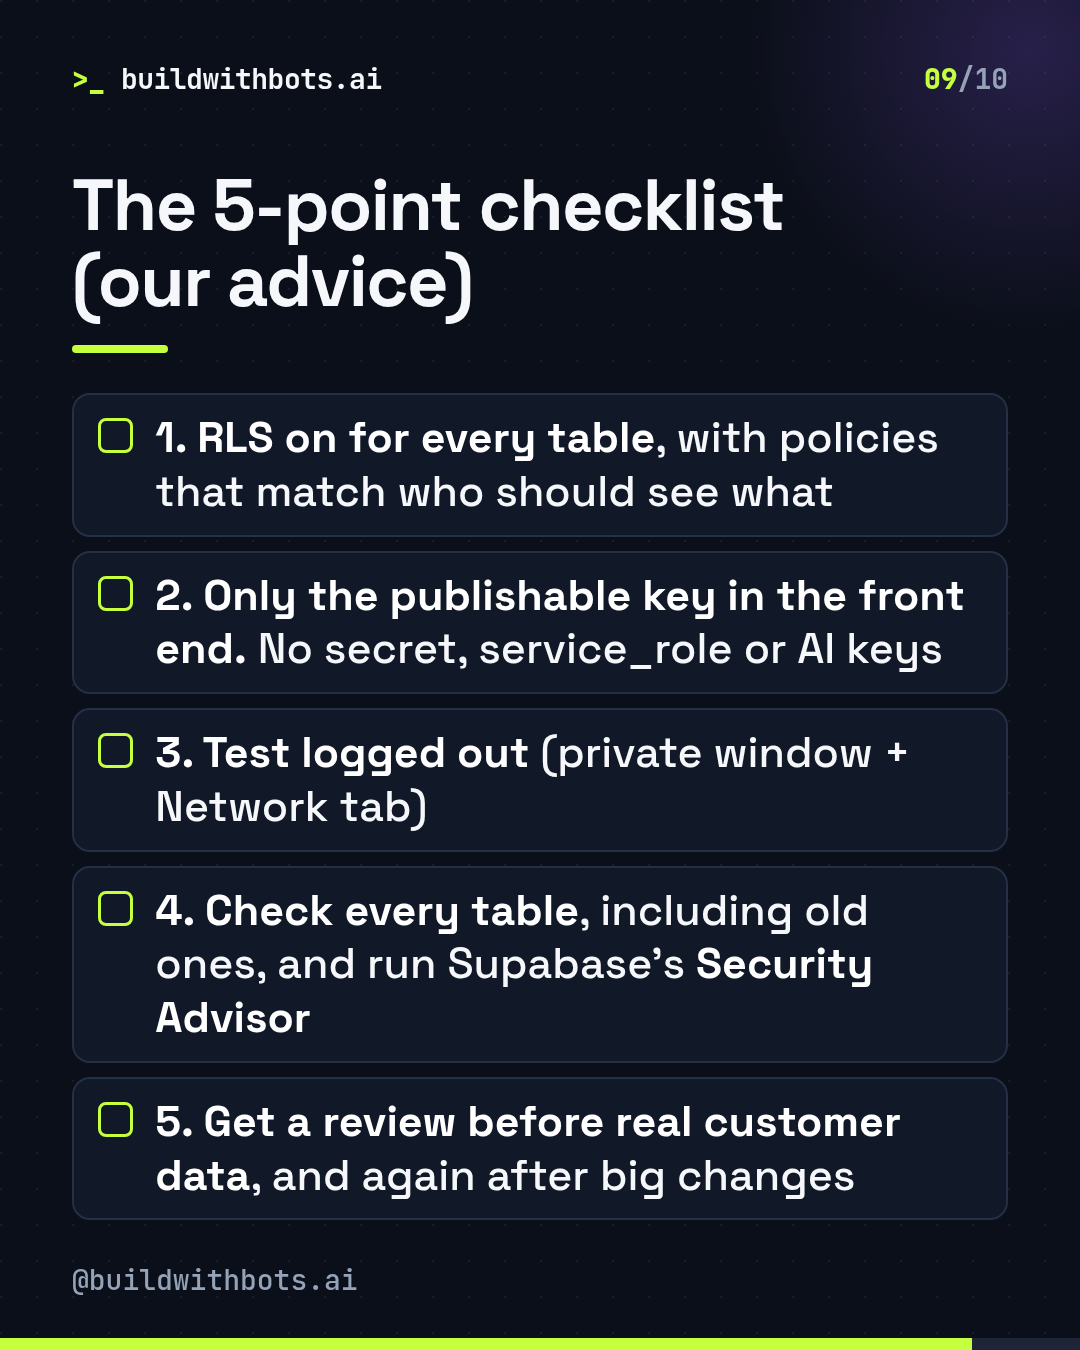 >_ buildwithbots.ai
09/10
The 5-point checklist
(our advice)
1. RLS on for every table, with policies
that match who should see what
2. Only the publishable key in the front
end. No secret, service_role or AI keys
3. Test logged out (private window +
Network tab)
4. Check every table, including old
ones, and run Supabase’s Security
Advisor
5. Get a review before real customer
data, and again after big changes
@buildwithbots.ai